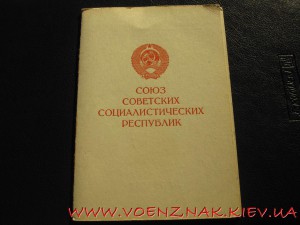 СОЮЗ
СОВЕТСКИХ
СОЦИАЛИСТИЧЕСКИХ
РЕСПУБЛИК
WWW.VOENZNAK.KIEV.UA